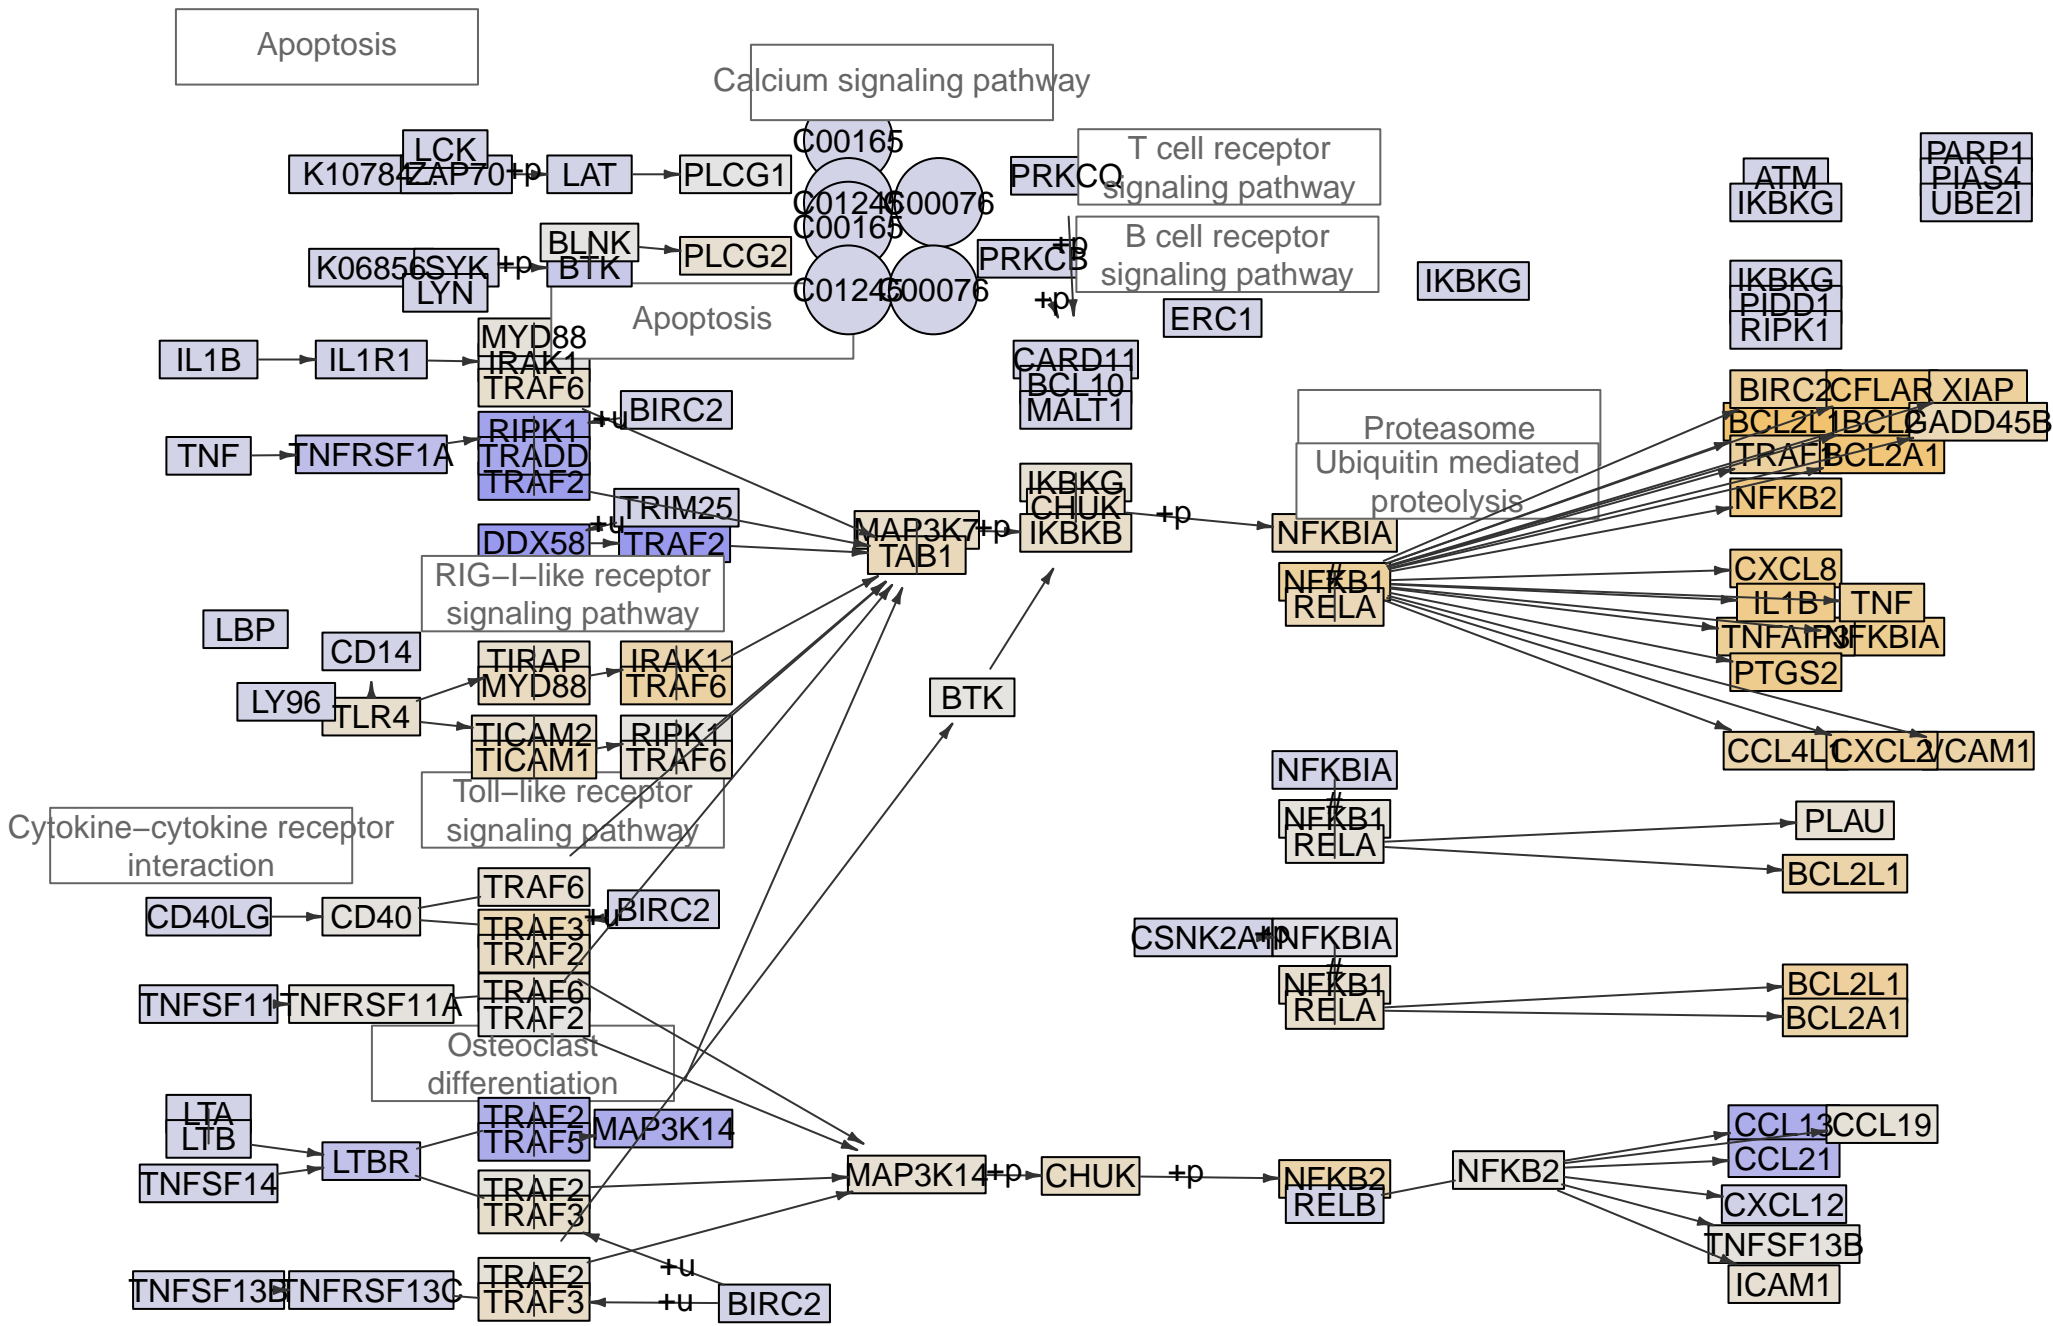 Apoptosis
Calcium signaling pathway
T cell receptor
signaling pathway
B cell receptor
signaling pathway
LCK
K10784
ZAP70
+p
LAT
PLCG1
C00165
C01246
C00076
C00165
C01245
C00076
PRKCQ
PRKCB
+p
+p
ATM
IKBKG
PARP1
PIAS4
UBE2I
K06856
SYK
LYN
+p
BLNK
BTK
PLCG2
Apoptosis
ERC1
IKBKG
IKBKG
PIDD1
RIPK1
IL1B
IL1R1
MYD88
IRAK1
TRAF6
CARD11
BCL10
MALT1
TNF
TNFRSF1A
RIPK1
TRADD
TRAF2
+u
BIRC2
Proteasome
Ubiquitin mediated
proteolysis
BIRC2
CFLAR
XIAP
BCL2L1
BCL2
GADD45B
TRAF1
BCL2A1
NFKB2
TRIM25
+u
DDX58
TRAF2
RIG−I−like receptor
signaling pathway
MAP3K7
TAB1
+p
IKBKG
CHUK
IKBKB
+p
NFKBIA
NFKB1
RELA
CXCL8
IL1B
TNF
TNFAIP3
NFKBIA
PTGS2
CCL4L1
CXCL2
VCAM1
LBP
CD14
LY96
TLR4
TIRAP
MYD88
IRAK1
TRAF6
TICAM2
TICAM1
RIPK1
TRAF6
BTK
Toll−like receptor
signaling pathway
Cytokine−cytokine receptor
interaction
NFKBIA
NFKB1
RELA
PLAU
BCL2L1
CD40LG
CD40
TRAF6
TRAF3
TRAF2
+u
BIRC2
CSNK2A1
+p
NFKBIA
NFKB1
RELA
BCL2L1
BCL2A1
TNFSF11
TNFRSF11A
TRAF6
TRAF2
Osteoclast
differentiation
LTA
LTB
TNFSF14
LTBR
TRAF2
TRAF5
MAP3K14
TRAF2
TRAF3
MAP3K14
+p
CHUK
+p
NFKB2
RELB
NFKB2
CCL13
CCL19
CCL21
CXCL12
TNFSF13B
ICAM1
TNFSF13B
TNFRSF13C
TRAF2
TRAF3
+u
+u
BIRC2